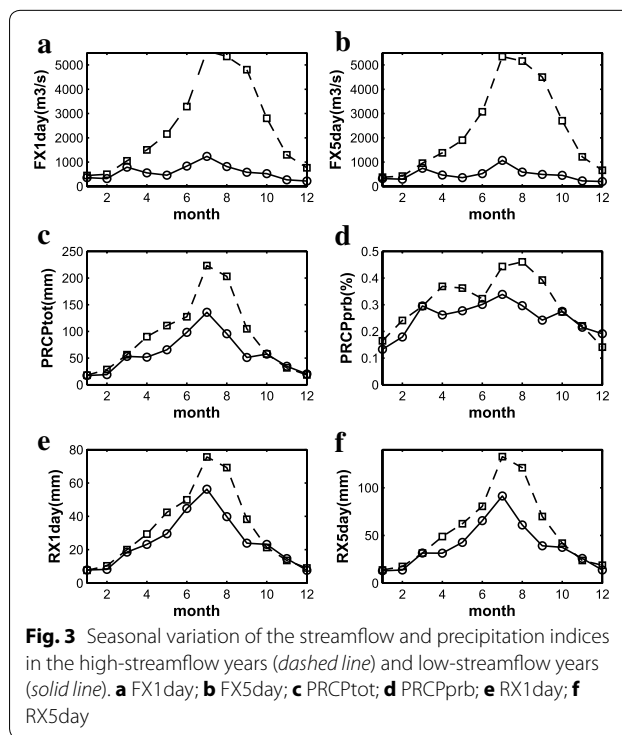 a
b
FX1day(m3/s)
5000
4000
3000
2000
1000
0
2 4 6 8 10 12
month
FX5day(m3/s)
5000
4000
3000
2000
1000
0
2 4 6 8 10 12
month
c
d
PRCPtot(mm)
250
200
150
100
50
0
2 4 6 8 10 12
month
PRCPprb(%)
0.5
0.4
0.3
0.2
0.1
0
2 4 6 8 10 12
month
e
f
RX1day(mm)
80
60
40
20
0
2 4 6 8 10 12
month
RX5day(mm)
100
50
0
2 4 6 8 10 12
month
Fig. 3 Seasonal variation of the streamflow and precipitation indices
in the high-streamflow years (dashed line) and low-streamflow years
(solid line). a FX1day; b FX5day; c PRCPtot; d PRCPprb; e RX1day; f
RX5day